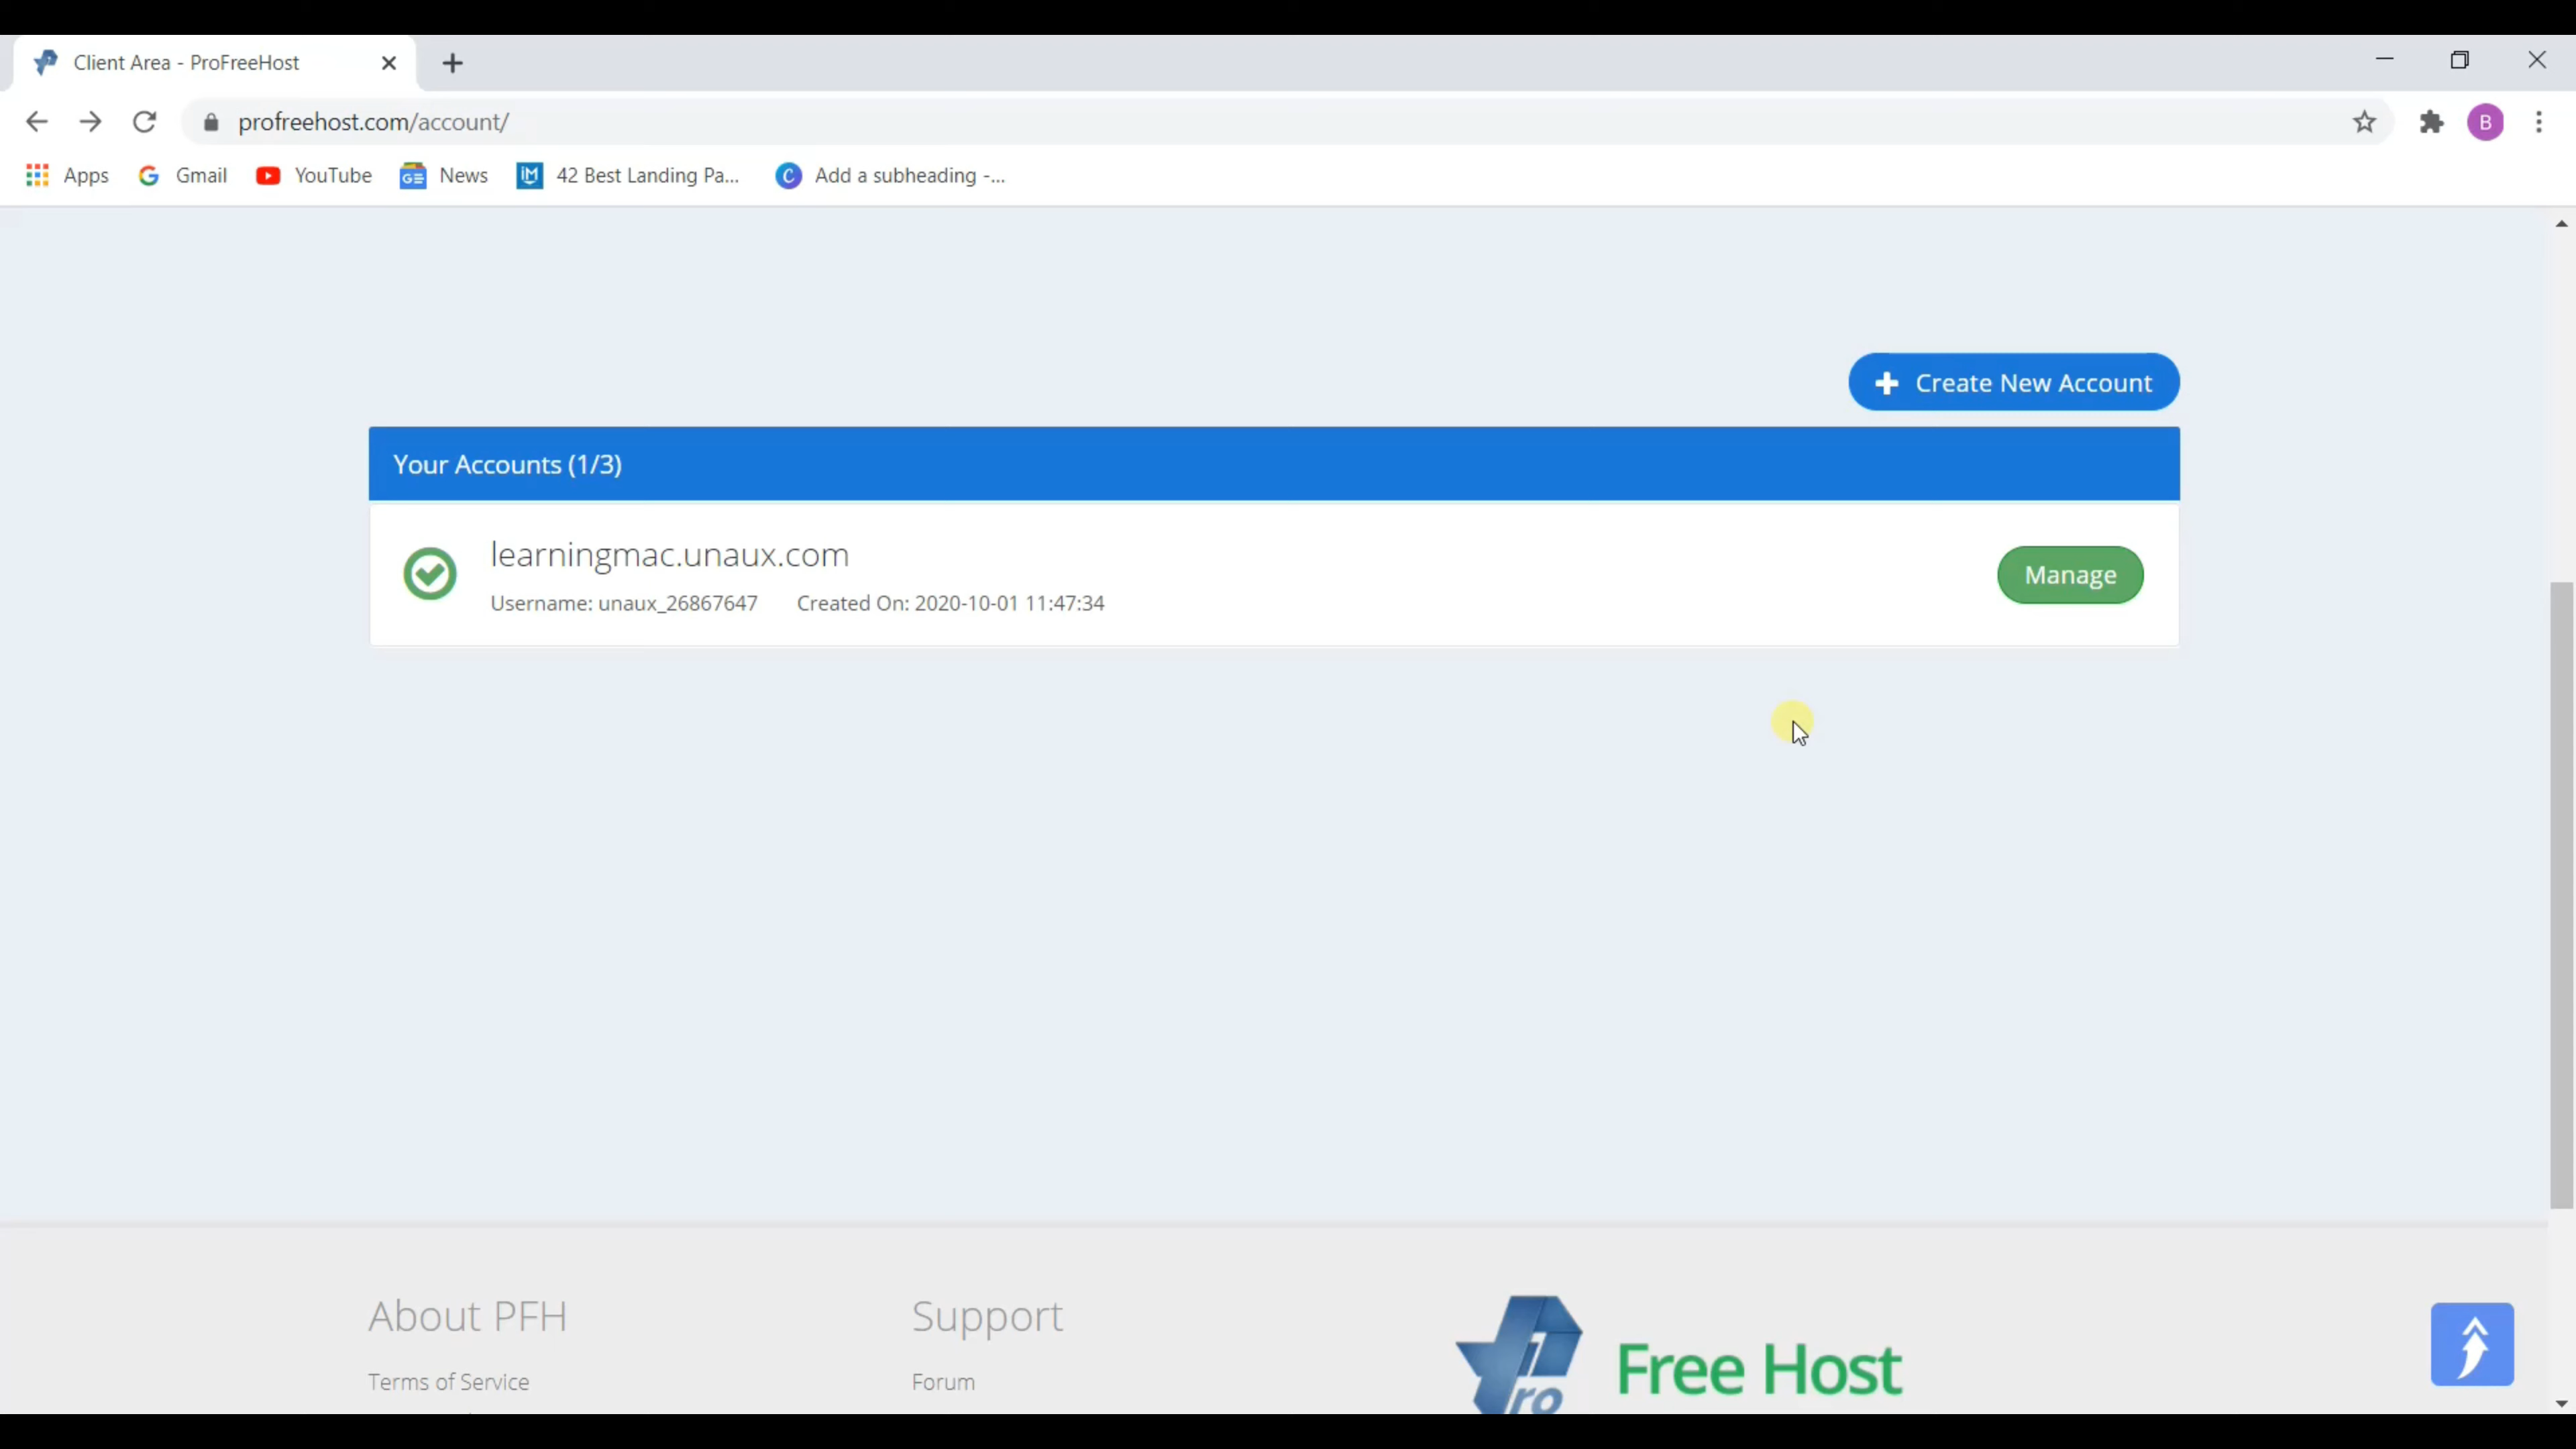 Client Area - ProFreeHost
profreehost.com/account/
B
Apps
Gmail
YouTube
News
42 Best Landing Pa...
Add a subheading -...
Create New Account
Your Accounts (1/3)
learningmac.unaux.com
Username: unaux_26867647 Created On: 2020-10-01 11:47:34
Manage
About PFH
Support
Terms of Service
Forum
Pro
Free Host